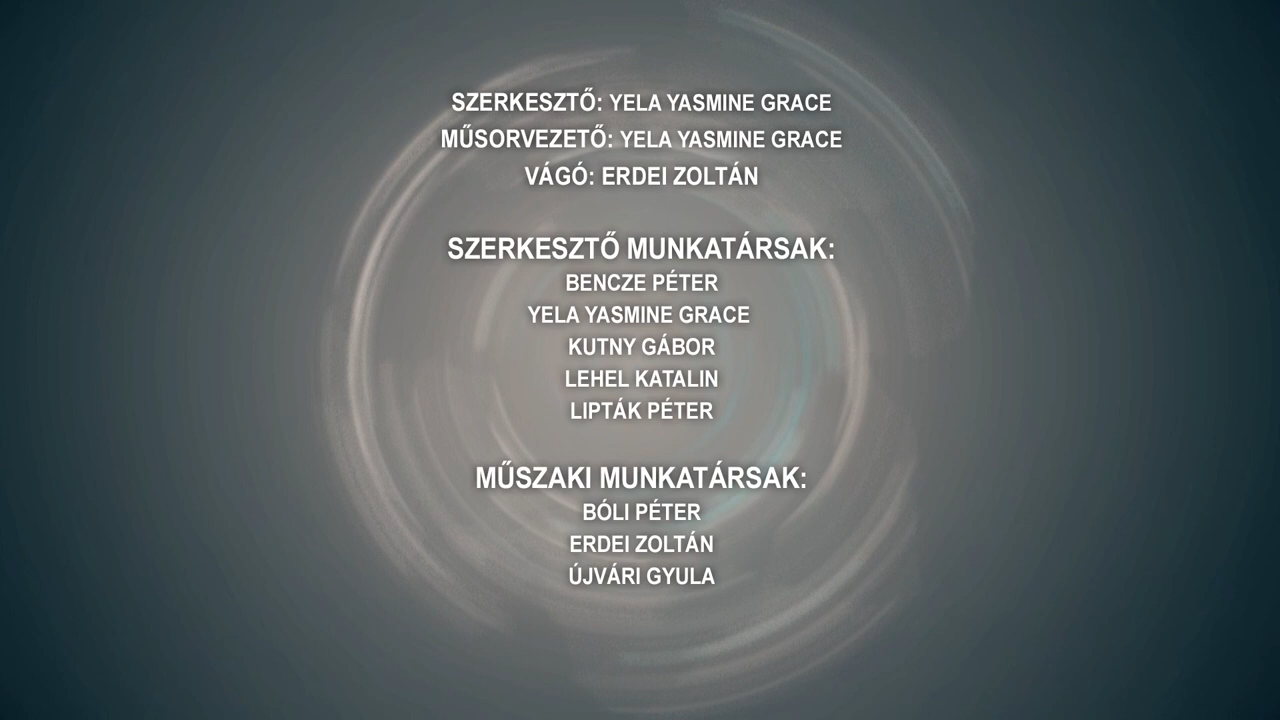 SZERKESZTŐ: YELA YASMINE GRACE
MŰSORVEZETŐ: YELA YASMINE GRACE
VÁGÓ: ERDEI ZOLTÁN
SZERKESZTŐ MUNKATÁRSAK:
BENCZE PÉTER
YELA YASMINE GRACE
KUTNY GÁBOR
LEHEL KATALIN
LIPTÁK PÉTER
MŰSZAKI MUNKATÁRSAK:
BÓLI PÉTER
ERDEI ZOLTÁN
ÚJVÁRI GYULA